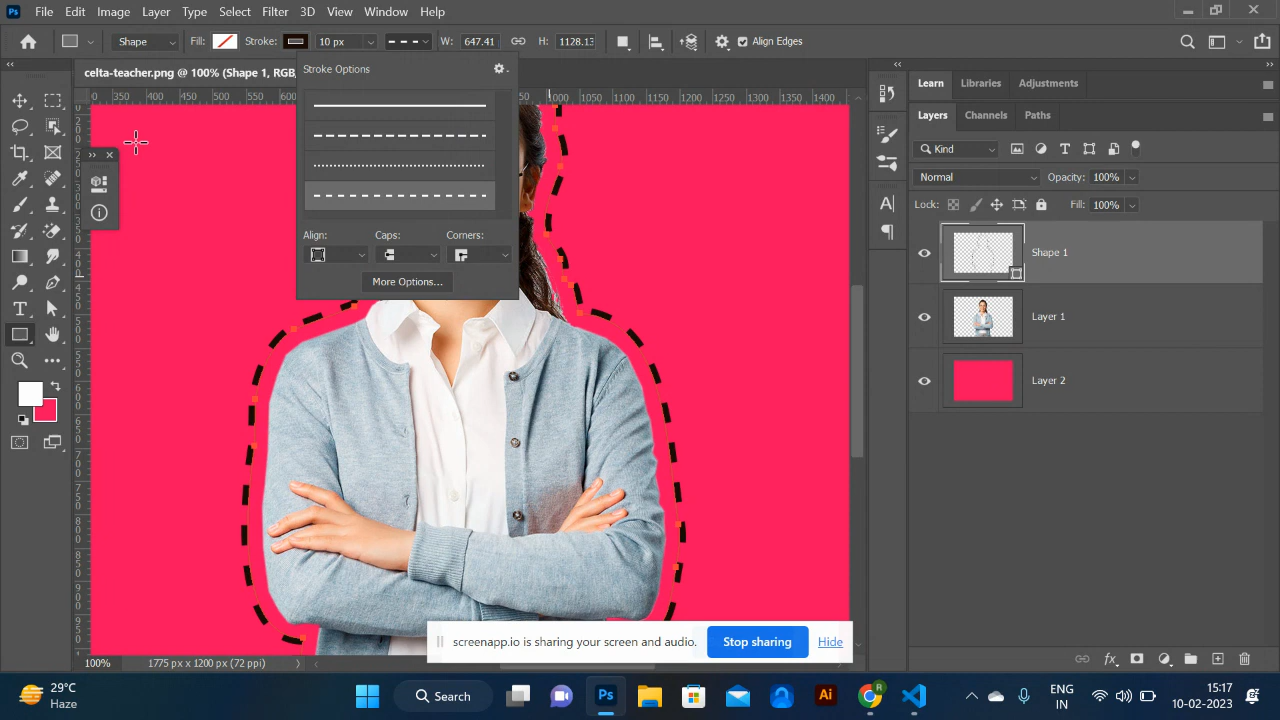 Ps File Edit Image Layer Type Select Filter 3D View Window Help
Shape Fill: Stroke: 10 px W: 647.41 H: 1128.13 Align Edges
celta-teacher.png @ 100% (Shape 1, RGB,
Stroke Options
Align: Caps: Corners:
More Options...
350 400 450 500 550 600 1000 1050 1100 1150 1200 1250 1300 1350 1400
Learn Libraries Adjustments
Layers Channels Paths
Kind
Normal Opacity: 100%
Lock: Fill: 100%
Shape 1
Layer 1
Layer 2
screenapp.io is sharing your screen and audio. Stop sharing Hide
100% 1775 px x 1200 px (72 ppi)
29°C
Haze
Search
Ps
Ai
R
ENG
IN
15:17
10-02-2023